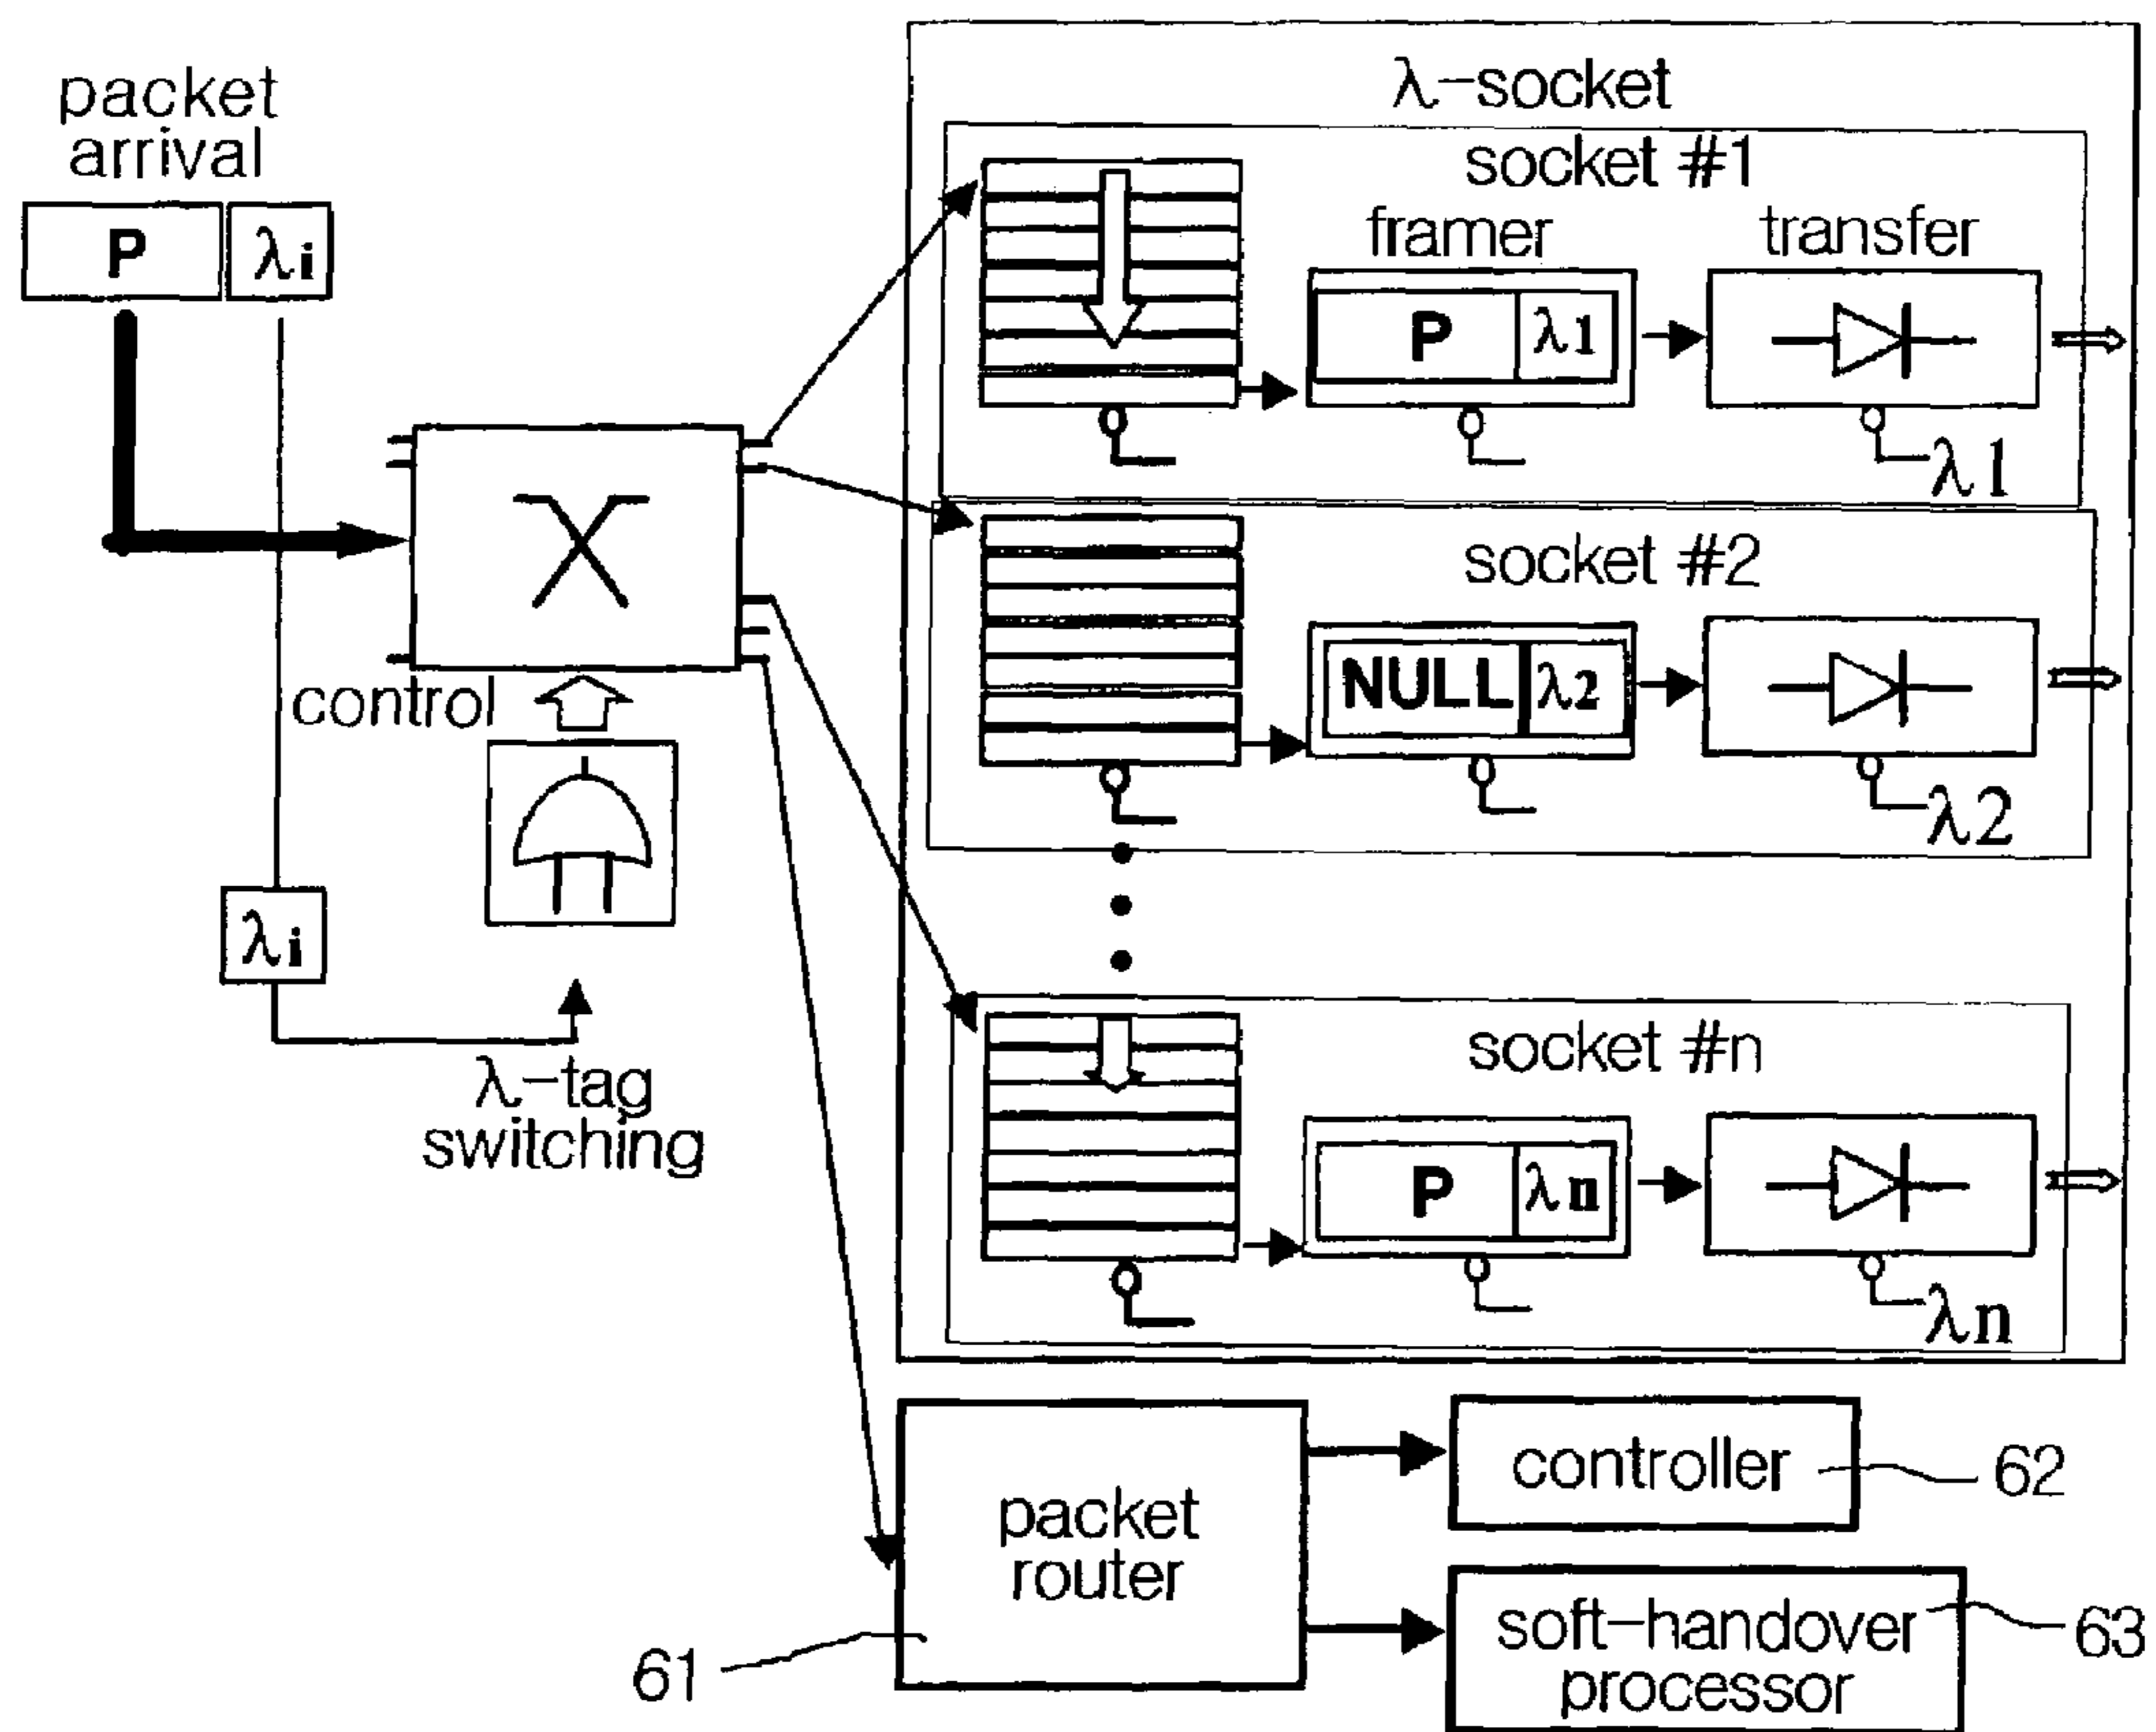 packet
arrival
P λi
control
λi
λ-tag
switching
λ-socket
socket #1
framer transfer
P λ1
λ1
socket #2
NULL λ2
λ2
socket #n
P λn
λn
packet
router
61
controller
62
soft-handover
processor
63